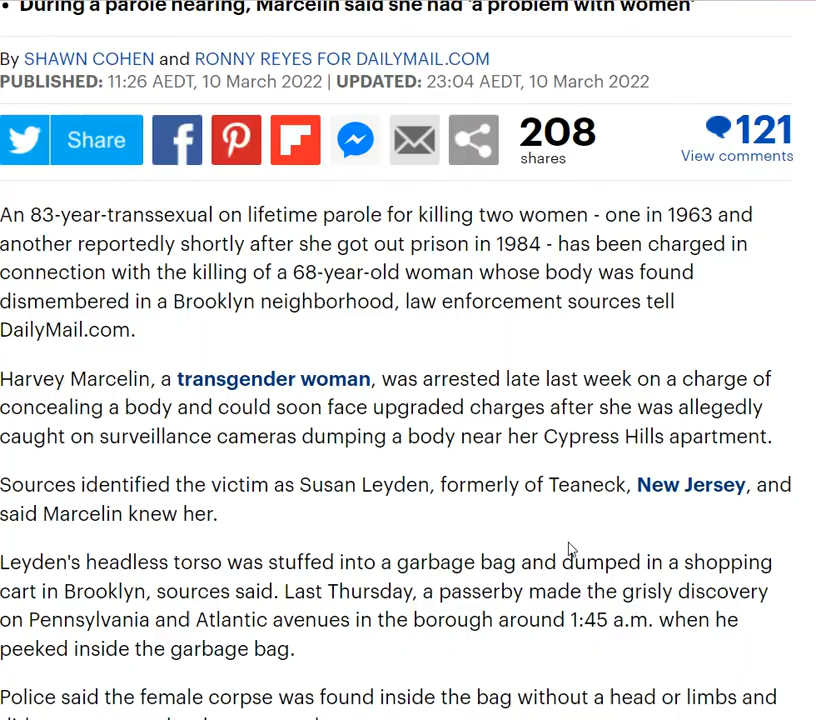 • During a parole hearing, Marcelin said she had 'a problem with women'
By SHAWN COHEN and RONNY REYES FOR DAILYMAIL.COM
PUBLISHED: 11:26 AEDT, 10 March 2022 | UPDATED: 23:04 AEDT, 10 March 2022
Share
208
shares
121
View comments
An 83-year-transsexual on lifetime parole for killing two women - one in 1963 and
another reportedly shortly after she got out prison in 1984 - has been charged in
connection with the killing of a 68-year-old woman whose body was found
dismembered in a Brooklyn neighborhood, law enforcement sources tell
DailyMail.com.
Harvey Marcelin, a transgender woman, was arrested late last week on a charge of
concealing a body and could soon face upgraded charges after she was allegedly
caught on surveillance cameras dumping a body near her Cypress Hills apartment.
Sources identified the victim as Susan Leyden, formerly of Teaneck, New Jersey, and
said Marcelin knew her.
Leyden's headless torso was stuffed into a garbage bag and dumped in a shopping
cart in Brooklyn, sources said. Last Thursday, a passerby made the grisly discovery
on Pennsylvania and Atlantic avenues in the borough around 1:45 a.m. when he
peeked inside the garbage bag.
Police said the female corpse was found inside the bag without a head or limbs and